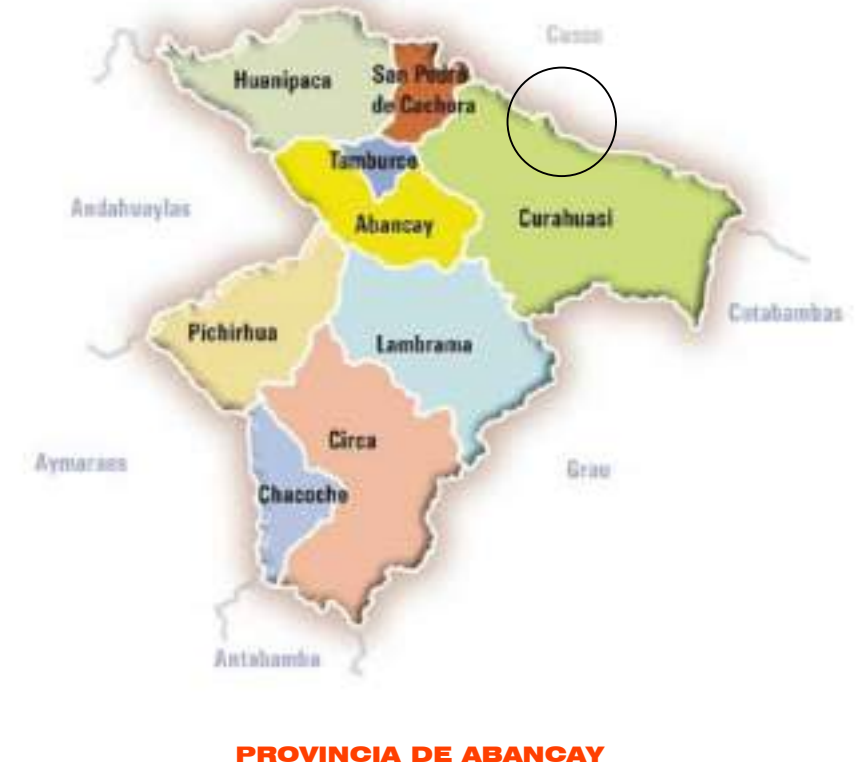 Cusco
Huanipaca
San Pedro
de Cachora
Tamburco
Andahuaylas
Abancay
Curahuasi
Cotabambas
Pichirhua
Lambrama
Circa
Aymaraes
Grau
Chacoche
Antabamba
PROVINCIA DE ABANCAY